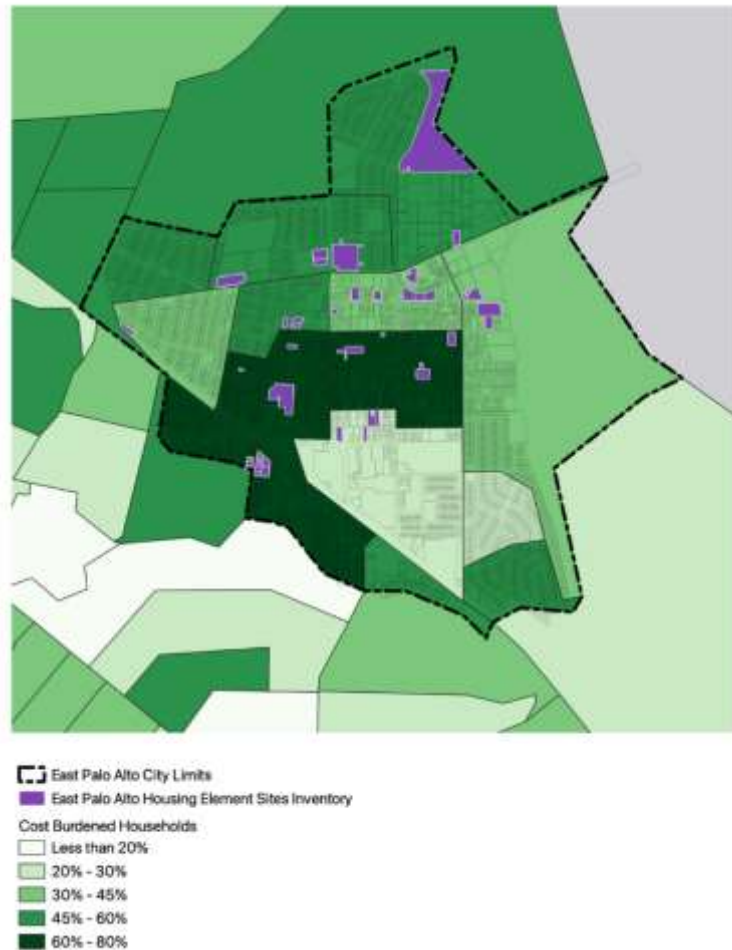 East Palo Alto City Limits
East Palo Alto Housing Element Sites Inventory
Cost Burdened Households
Less than 20%
20% - 30%
30% - 45%
45% - 60%
60% - 80%